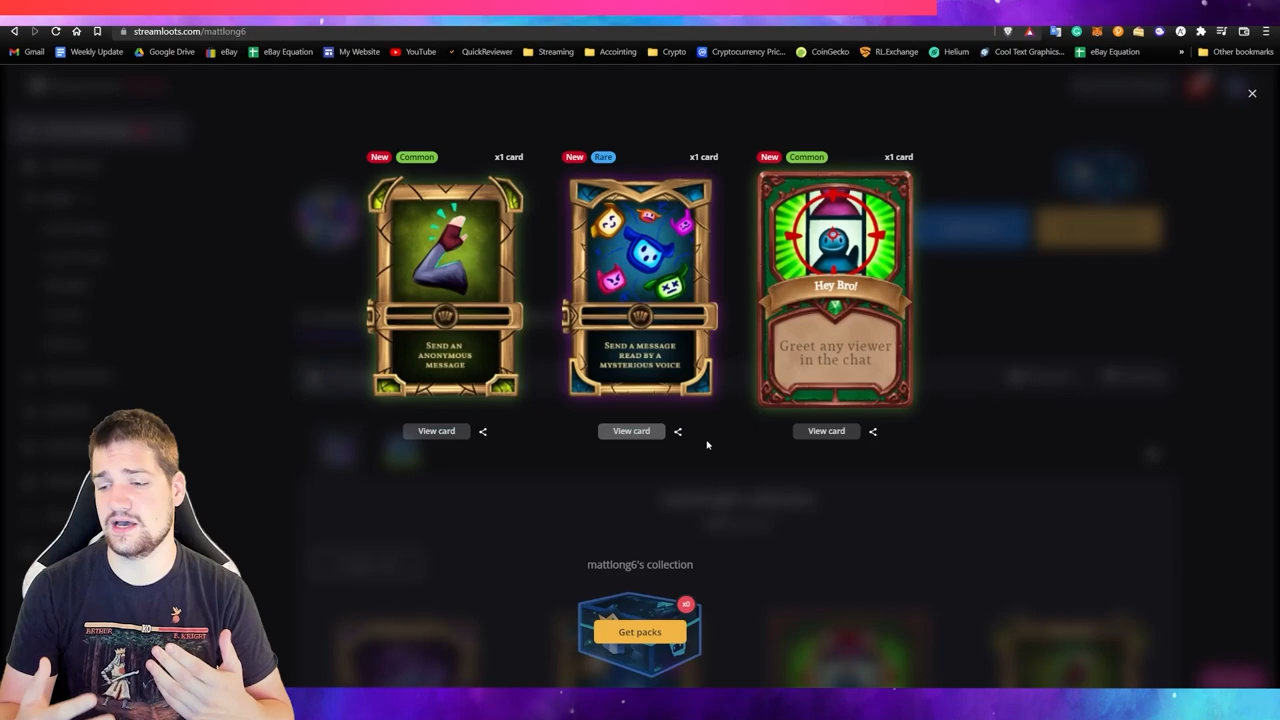 streamloots.com/mattlong6
Gmail
Weekly Update
Google Drive
eBay
eBay Equation
My Website
YouTube
QuickReviewer
Streaming
Accointing
Crypto
Cryptocurrency Pric...
CoinGecko
RL.Exchange
Helium
Cool Text Graphics...
eBay Equation
»
Other bookmarks
New Common x1 card
New Rare x1 card
New Common x1 card
SEND AN
ANONYMOUS
MESSAGE
SEND A MESSAGE
READ BY A
MYSTERIOUS VOICE
Hey Bro!
Greet any viewer
in the chat
View card
View card
View card
mattlong6's collection
x0
Get packs
ARTHUR
KO
B.KNIGHT